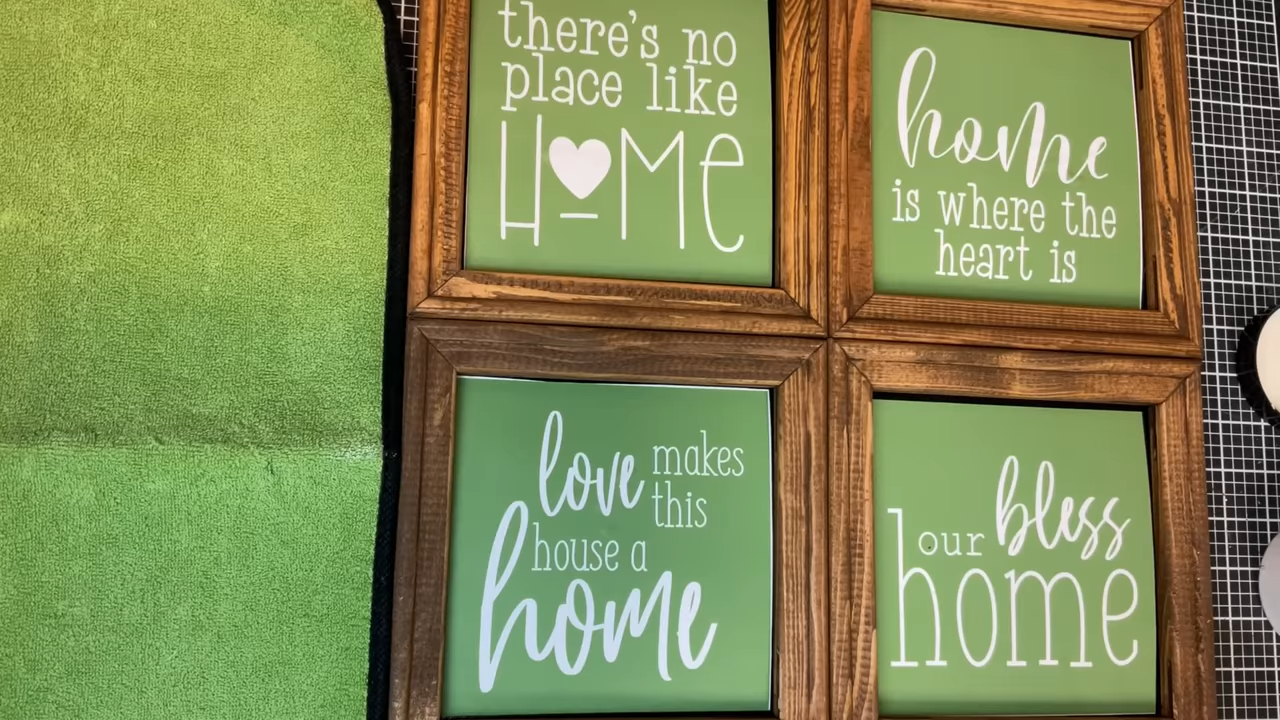 there's no
place like
HOME
home
is where the
heart is
love makes
this
house a
home
bless
our
home